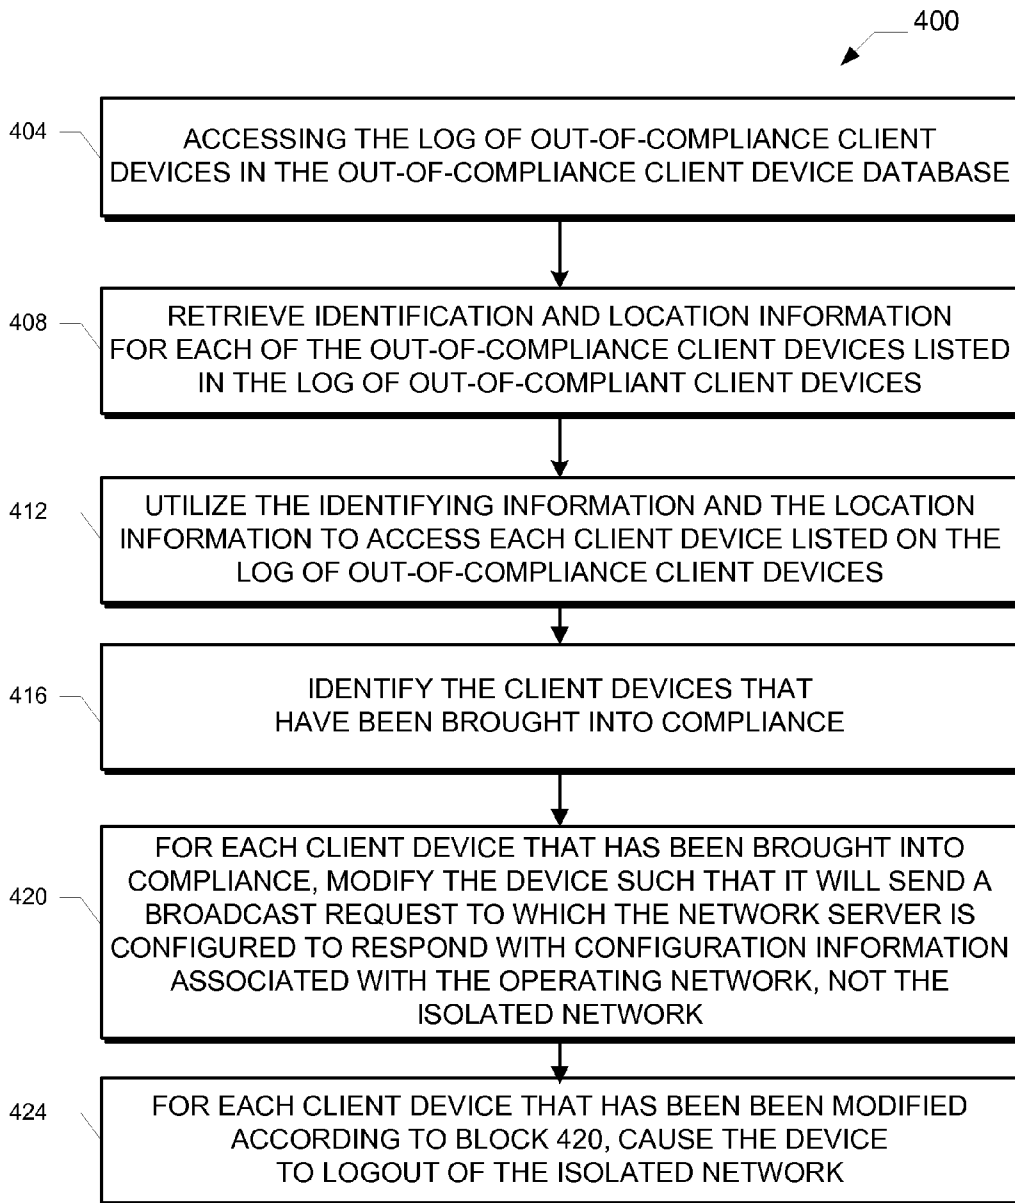 400
404
ACCESSING THE LOG OF OUT-OF-COMPLIANCE CLIENT
DEVICES IN THE OUT-OF-COMPLIANCE CLIENT DEVICE DATABASE
408
RETRIEVE IDENTIFICATION AND LOCATION INFORMATION
FOR EACH OF THE OUT-OF-COMPLIANCE CLIENT DEVICES LISTED
IN THE LOG OF OUT-OF-COMPLIANT CLIENT DEVICES
412
UTILIZE THE IDENTIFYING INFORMATION AND THE LOCATION
INFORMATION TO ACCESS EACH CLIENT DEVICE LISTED ON THE
LOG OF OUT-OF-COMPLIANCE CLIENT DEVICES
416
IDENTIFY THE CLIENT DEVICES THAT
HAVE BEEN BROUGHT INTO COMPLIANCE
420
FOR EACH CLIENT DEVICE THAT HAS BEEN BROUGHT INTO
COMPLIANCE, MODIFY THE DEVICE SUCH THAT IT WILL SEND A
BROADCAST REQUEST TO WHICH THE NETWORK SERVER IS
CONFIGURED TO RESPOND WITH CONFIGURATION INFORMATION
ASSOCIATED WITH THE OPERATING NETWORK, NOT THE
ISOLATED NETWORK
424
FOR EACH CLIENT DEVICE THAT HAS BEEN BEEN MODIFIED
ACCORDING TO BLOCK 420, CAUSE THE DEVICE
TO LOGOUT OF THE ISOLATED NETWORK